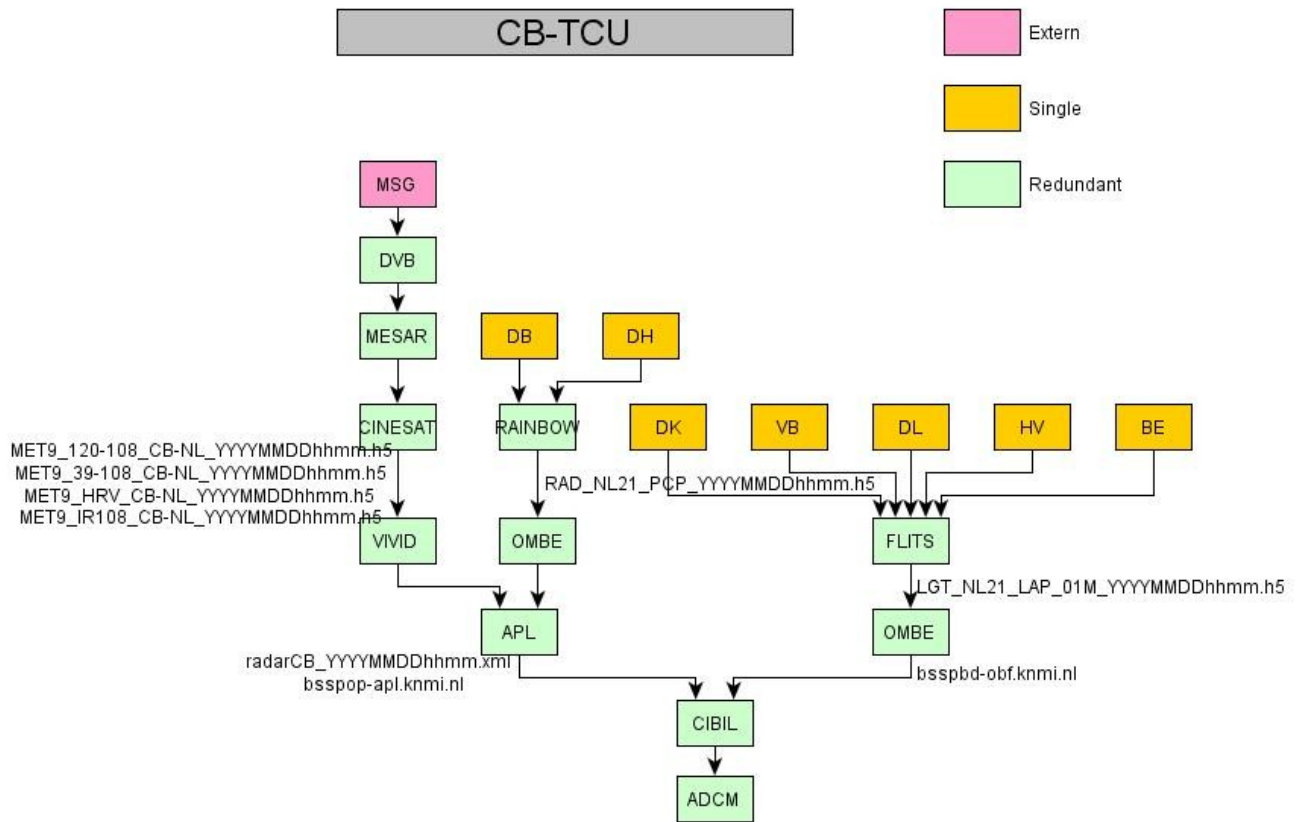 CB-TCU
Extern
Single
Redundant
MSG
DVB
MESAR
DB
DH
CINESAT
RAINBOW
DK
VB
DL
HV
BE
MET9_120-108_CB-NL_YYYYMMDDhhmm.h5
MET9_39-108_CB-NL_YYYYMMDDhhmm.h5
MET9_HRV_CB-NL_YYYYMMDDhhmm.h5
MET9_IR108_CB-NL_YYYYMMDDhhmm.h5
RAD_NL21_PCP_YYYYMMDDhhmm.h5
VIVID
OMBE
FLITS
LGT_NL21_LAP_01M_YYYYMMDDhhmm.h5
APL
OMBE
radarCB_YYYYMMDDhhmm.xml
bsspop-apl.knmi.nl
bsspbd-obf.knmi.nl
CIBIL
ADCM